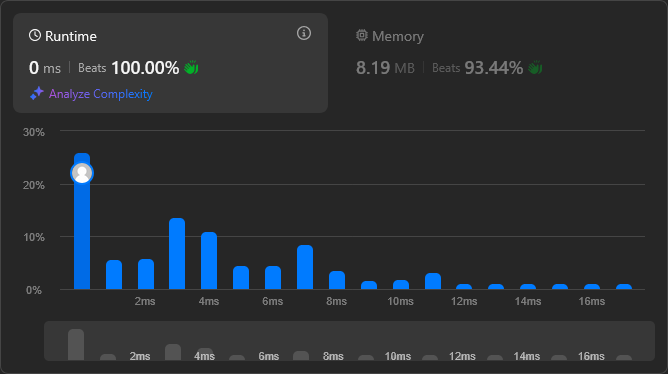 Runtime
0 ms | Beats 100.00%
Analyze Complexity
Memory
8.19 MB | Beats 93.44%
30%
20%
10%
0%
2ms 4ms 6ms 8ms 10ms 12ms 14ms 16ms
2ms 4ms 6ms 8ms 10ms 12ms 14ms 16ms